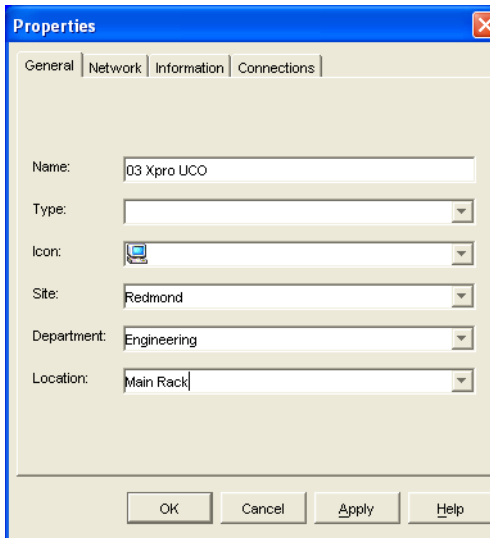 Properties
General Network Information Connections
Name: 03 Xpro UCO
Type:
Icon:
Site: Redmond
Department: Engineering
Location: Main Rack
OK Cancel Apply Help